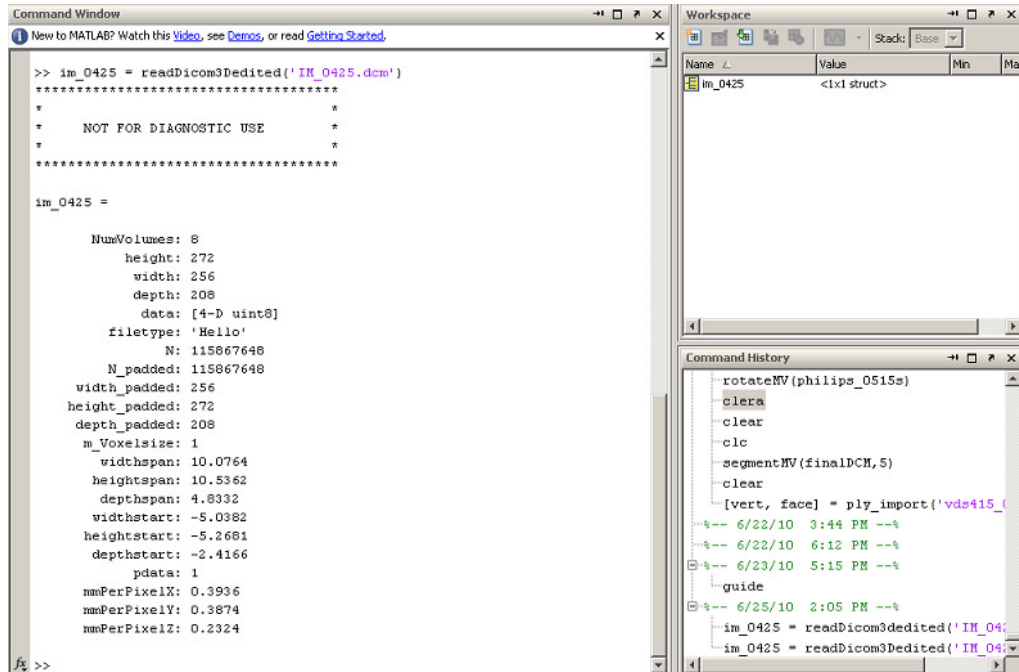 Command Window
New to MATLAB? Watch this Video, see Demos, or read Getting Started.
>> im_0425 = readDicom3Dedited('IM_0425.dcm')
*************************************
* *
* NOT FOR DIAGNOSTIC USE *
* *
*************************************
im_0425 =
NumVolumes: 8
height: 272
width: 256
depth: 208
data: [4-D uint8]
filetype: 'Hello'
N: 115867648
N_padded: 115867648
width_padded: 256
height_padded: 272
depth_padded: 208
m_Voxelsize: 1
widthspan: 10.0764
heightspan: 10.5362
depthspan: 4.8332
widthstart: -5.0382
heightstart: -5.2681
depthstart: -2.4166
pdata: 1
mmPerPixelX: 0.3936
mmPerPixelY: 0.3874
mmPerPixelZ: 0.2324
fx >>
Workspace
Stack: Base
Name Value Min Ma
im_0425 <1x1 struct>
Command History
rotateMV(philips_0515s)
clera
clear
clc
segmentMV(finalDCM,5)
clear
[vert, face] = ply_import('vds415_
%-- 6/22/10 3:44 PM --%
%-- 6/22/10 6:12 PM --%
%-- 6/23/10 5:15 PM --%
guide
%-- 6/25/10 2:05 PM --%
im_0425 = readDicom3dedited('IM_04
im_0425 = readDicom3Dedited('IM_04